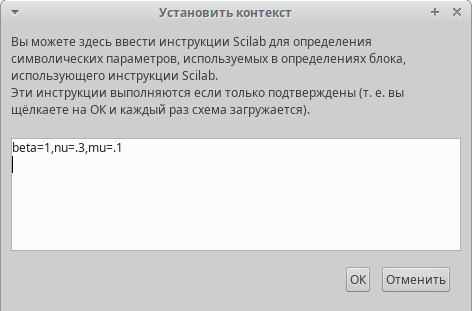 Установить контекст
Вы можете здесь ввести инструкции Scilab для определения
символических параметров, используемых в определениях блока,
использующего инструкции Scilab.
Эти инструкции выполняются если только подтверждены (т. е. вы
щёлкаете на ОК и каждый раз схема загружается).
beta=1,nu=.3,mu=.1
ОК
Отменить